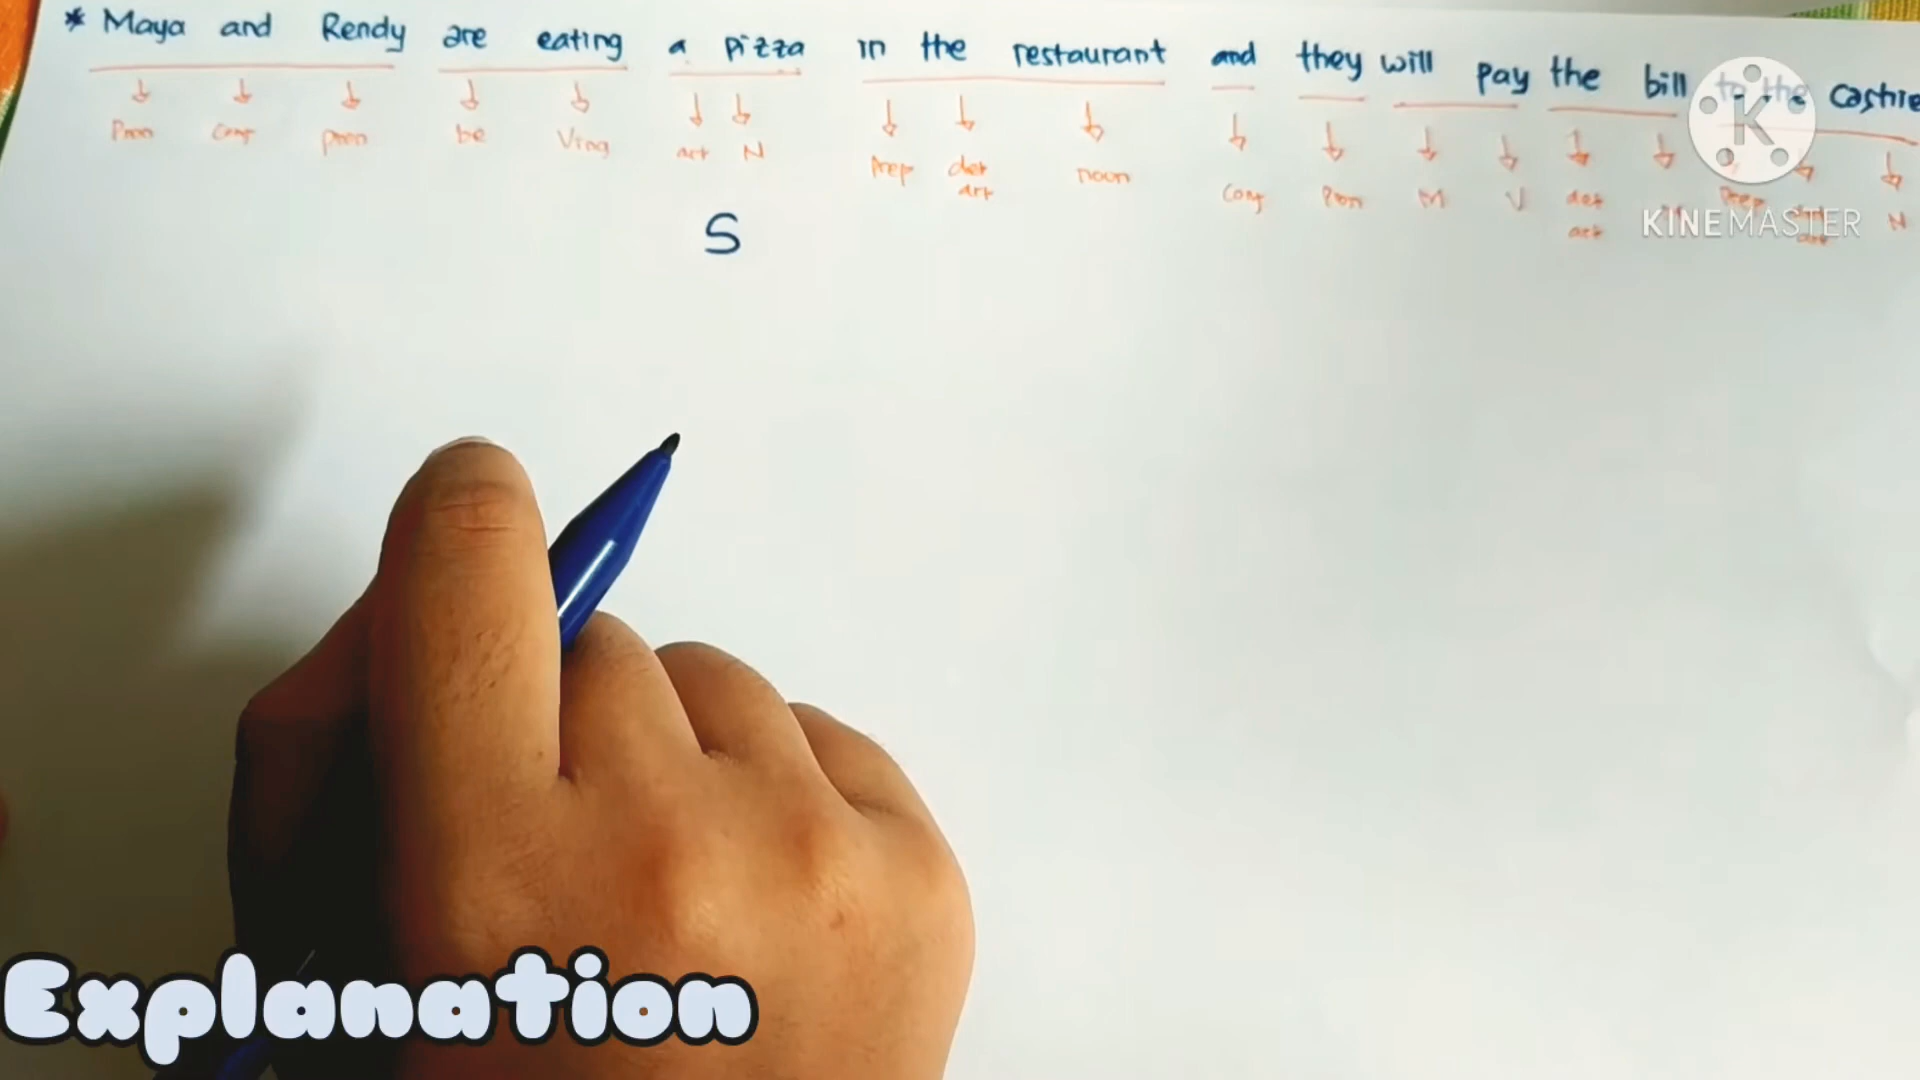 * Maya and Rendy are eating a pizza in the restaurant and they will pay the bill to the cashie
Pron Conj pron be Ving art N Prep det noun Conj Pron M V det Prep N
art art
S
KINEMASTER
Explanation